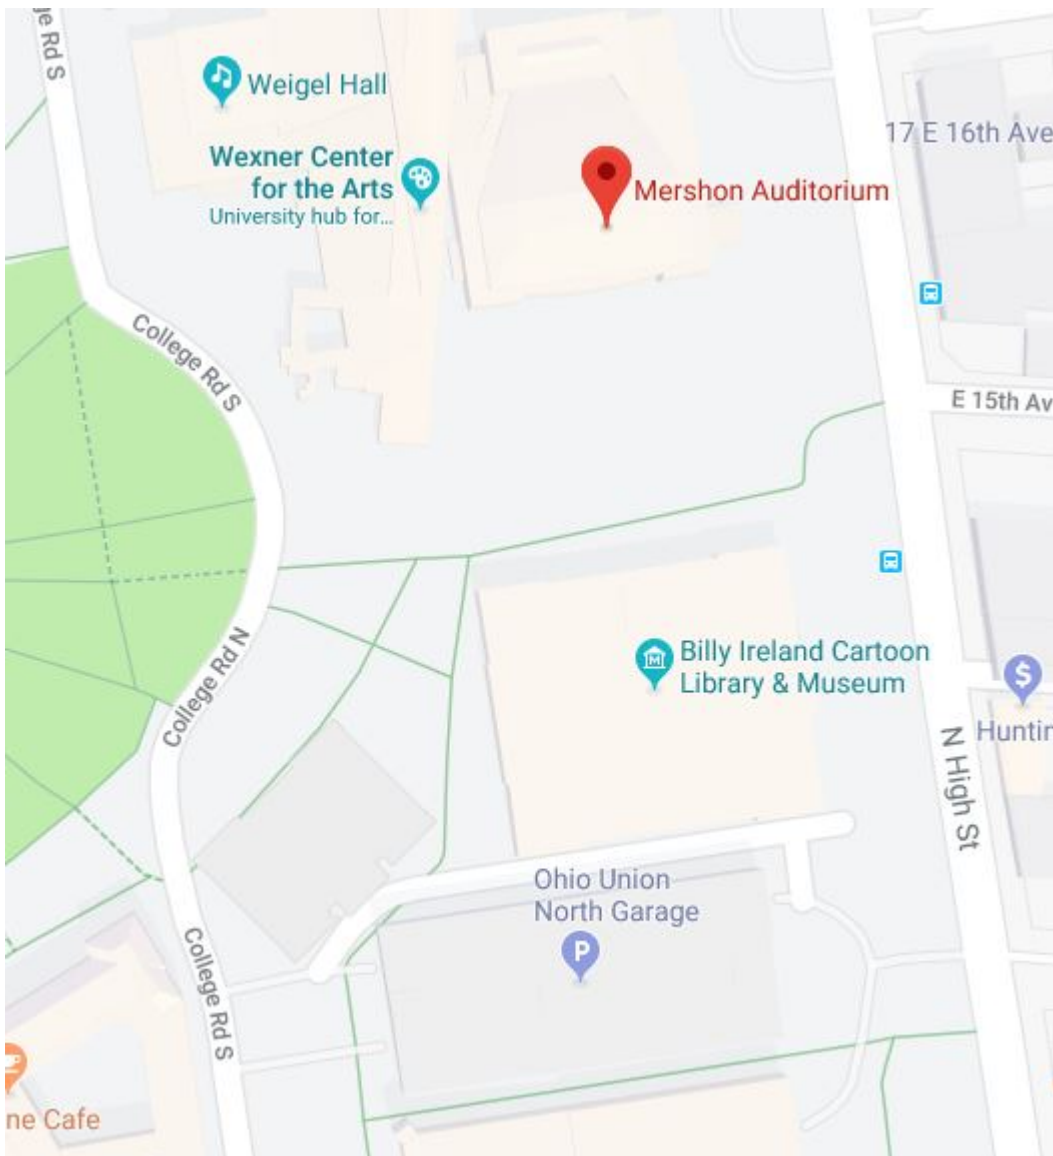 ge Rd S
Weigel Hall
17 E 16th Ave
Wexner Center
for the Arts
University hub for...
Mershon Auditorium
College Rd S
E 15th Av
College Rd N
Billy Ireland Cartoon
Library & Museum
$
Huntin
N High St
Ohio Union
North Garage
P
College Rd S
ne Cafe